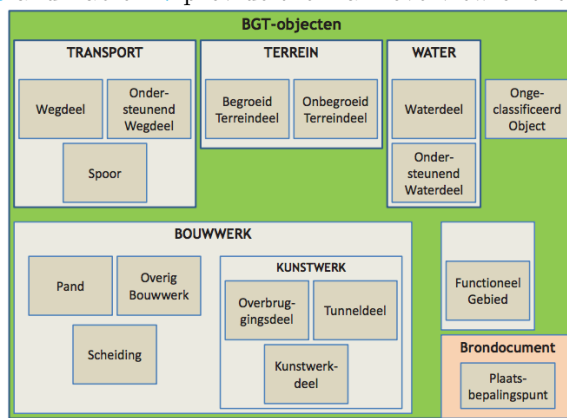 BGT-objecten
TRANSPORT
Wegdeel
Onder-
steunend
Wegdeel
Spoor
TERREIN
Begroeid
Terreindeel
Onbegroeid
Terreindeel
WATER
Waterdeel
Onder-
steunend
Waterdeel
Onge-
classificeerd
Object
BOUWWERK
Pand
Overig
Bouwwerk
Scheiding
KUNSTWERK
Overbrug-
gingsdeel
Tunneldeel
Kunstwerk-
deel
Functioneel
Gebied
Brondocument
Plaats-
bepalingspunt